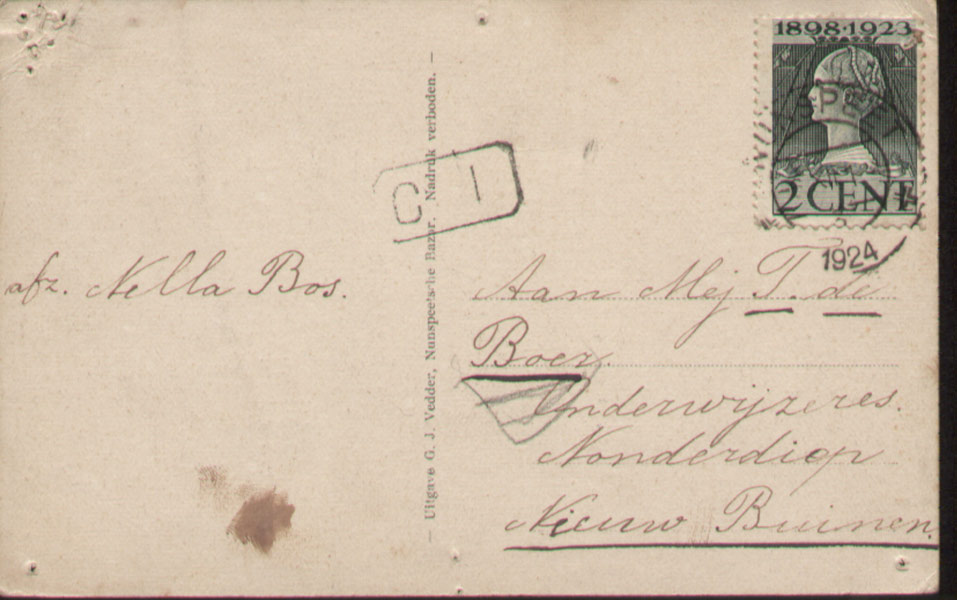 1898·1923
2 CENT
1924
C I
afz. Nella Bos.
– Uitgave G. J. Vedder, Nunspeetsche Bazar. Nadruk verboden. –
Aan Mej T. de
Boer.
Onderwijzeres.
Nonderdiep
Nieuw Buinen.